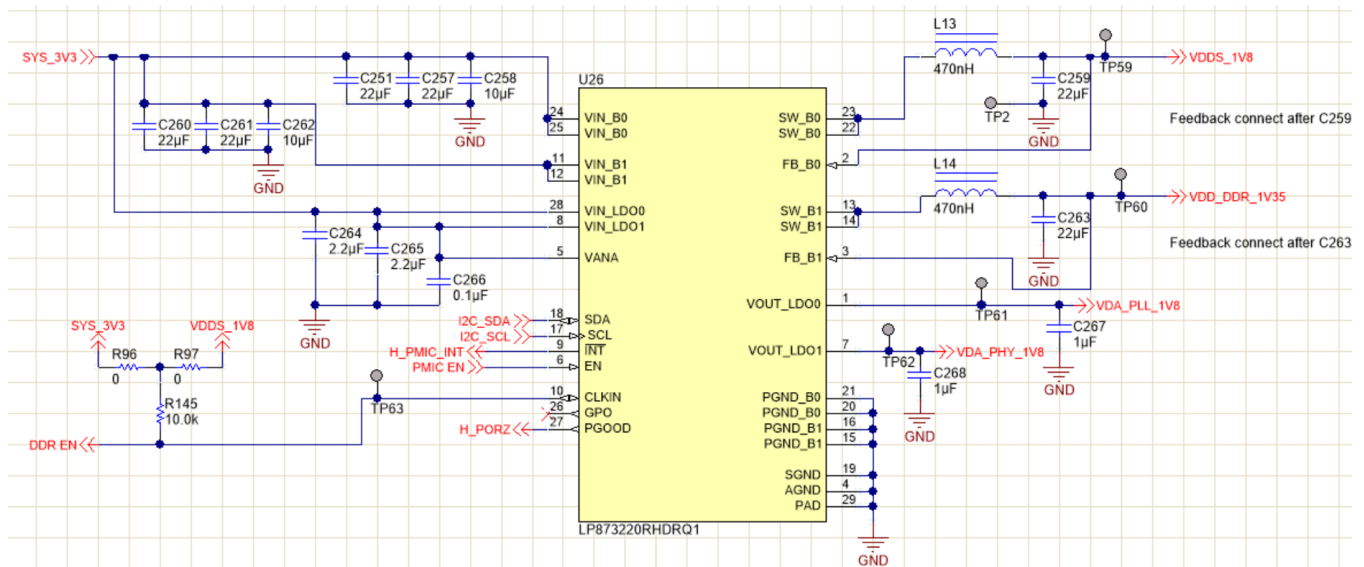 L13
SYS_3V3
470nH
TP59
VDDS_1V8
U26
C251
22µF
C257
22µF
C258
10µF
C259
22µF
TP2
GND
Feedback connect after C259
C260
22µF
C261
22µF
C262
10µF
GND
GND
24 VIN_B0
25 VIN_B0
SW_B0 23
SW_B0 22
11 VIN_B1
12 VIN_B1
FB_B0 2
L14
470nH
TP60
VDD_DDR_1V35
28 VIN_LDO0
8 VIN_LDO1
SW_B1 13
SW_B1 14
C263
22µF
Feedback connect after C263
C264
2.2µF
C265
2.2µF
C266
0.1µF
GND
5 VANA
FB_B1 3
GND
VOUT_LDO0 1
TP61
VDA_PLL_1V8
C267
1µF
GND
I2C_SDA 18 SDA
I2C_SCL 17 SCL
H_PMIC_INT 9 INT
PMIC EN 6 EN
VOUT_LDO1 7
TP62
VDA_PHY_1V8
C268
1µF
GND
SYS_3V3
VDDS_1V8
R96
0
R97
0
R145
10.0k
DDR EN
TP63
10 CLKIN
26 GPO
H_PORZ 27 PGOOD
PGND_B0 21
PGND_B0 20
PGND_B1 16
PGND_B1 15
SGND 19
AGND 4
PAD 29
LP873220RHDRQ1
GND